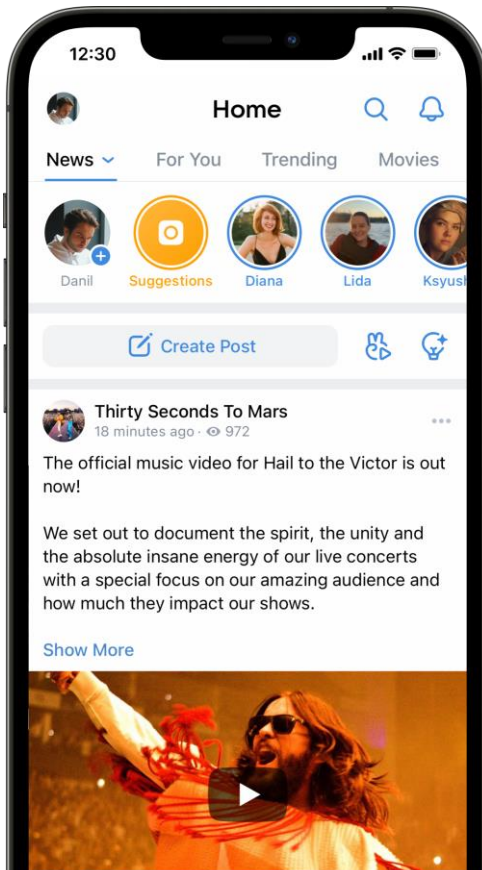 12:30
Home
News For You Trending Movies
Danil Suggestions Diana Lida Ksyush
Create Post
Thirty Seconds To Mars
18 minutes ago · 972
The official music video for Hail to the Victor is out
now!
We set out to document the spirit, the unity and
the absolute insane energy of our live concerts
with a special focus on our amazing audience and
how much they impact our shows.
Show More